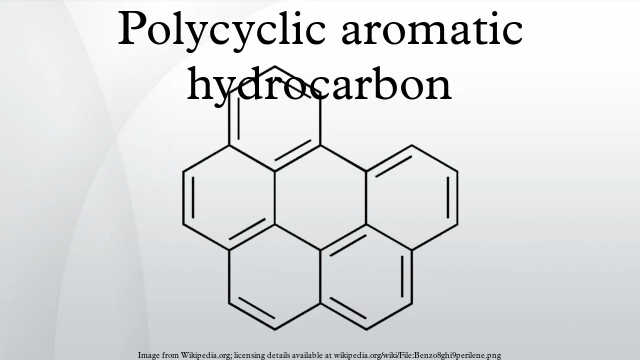 Polycyclic aromatic
hydrocarbon
Image from Wikipedia.org; licensing details available at wikipedia.org/wiki/File:Benzo8ghi9perilene.png